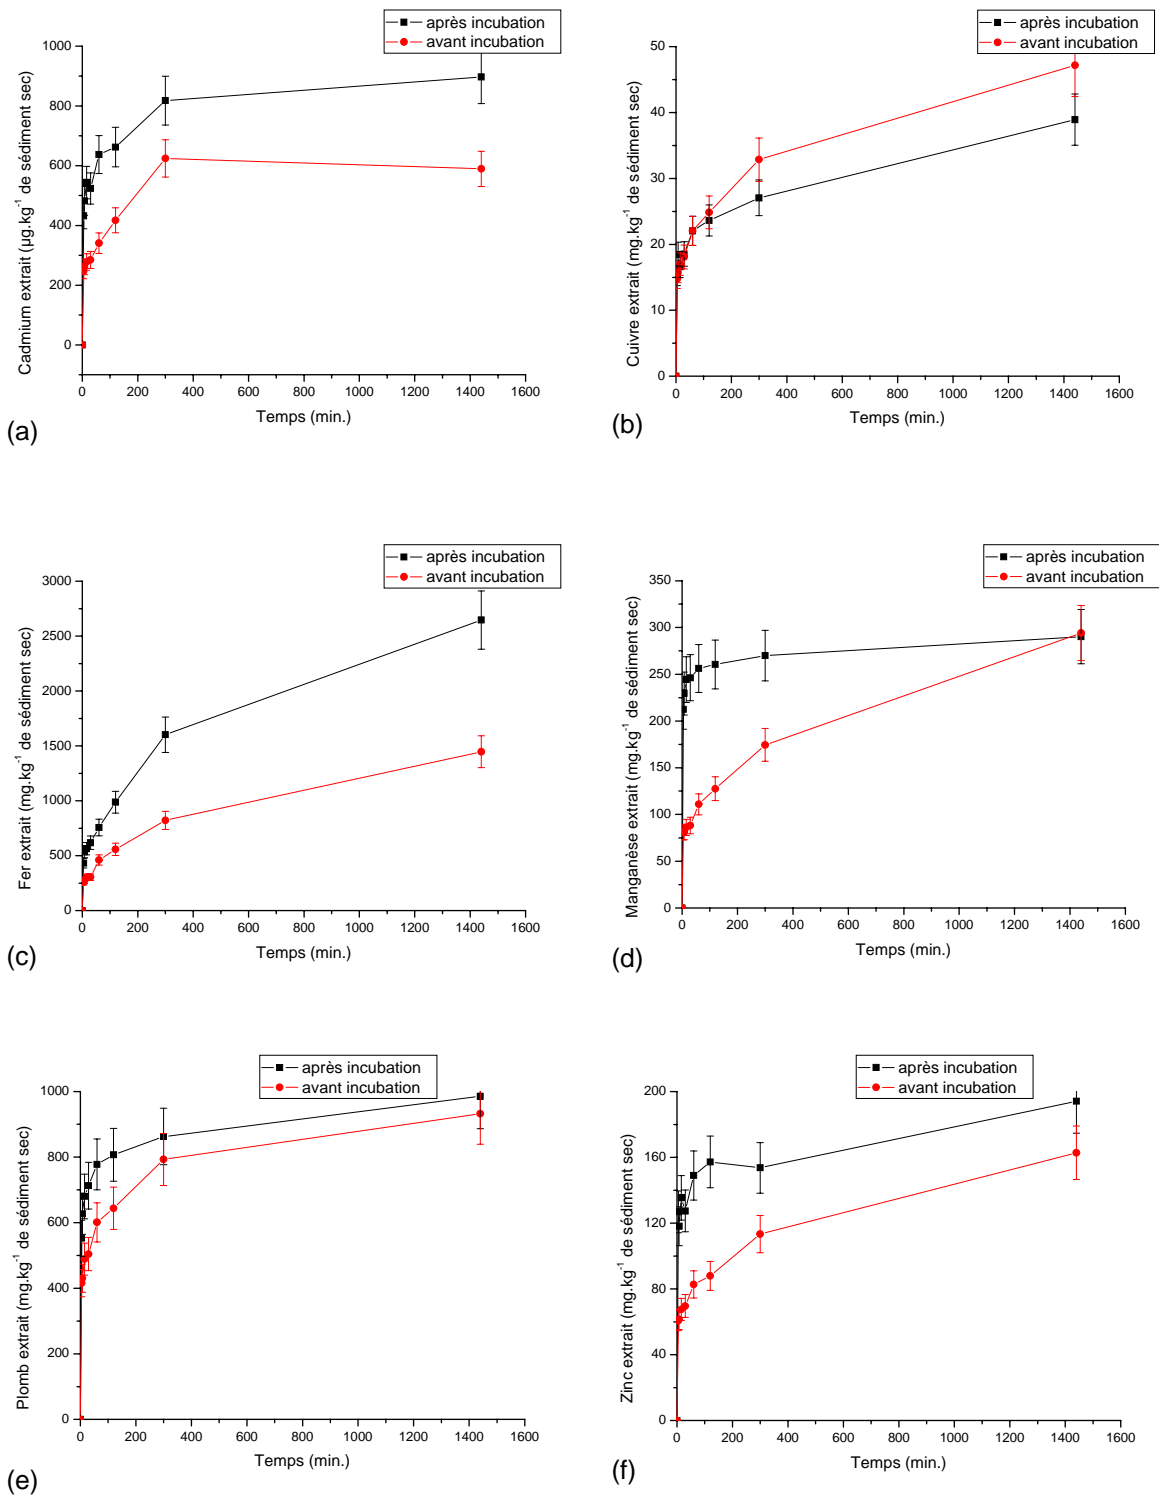 après incubation
avant incubation
1000
800
600
400
200
0
Cadmium extrait (µg.kg⁻¹ de sédiment sec)
0 200 400 600 800 1000 1200 1400 1600
Temps (min.)
(a)
après incubation
avant incubation
50
40
30
20
10
0
Cuivre extrait (mg.kg⁻¹ de sédiment sec)
0 200 400 600 800 1000 1200 1400 1600
Temps (min.)
(b)
après incubation
avant incubation
3000
2500
2000
1500
1000
500
0
Fer extrait (mg.kg⁻¹ de sédiment sec)
0 200 400 600 800 1000 1200 1400 1600
Temps (min.)
(c)
après incubation
avant incubation
350
300
250
200
150
100
50
0
Manganèse extrait (mg.kg⁻¹ de sédiment sec)
0 200 400 600 800 1000 1200 1400 1600
Temps (min.)
(d)
après incubation
avant incubation
1000
800
600
400
200
0
Plomb extrait (mg.kg⁻¹ de sédiment sec)
0 200 400 600 800 1000 1200 1400 1600
Temps (min.)
(e)
après incubation
avant incubation
200
160
120
80
40
0
Zinc extrait (mg.kg⁻¹ de sédiment sec)
0 200 400 600 800 1000 1200 1400 1600
Temps (min.)
(f)